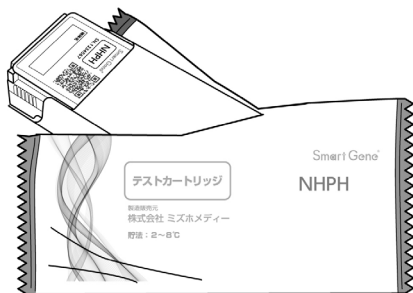 Smart Gene
NHPH
テストカートリッジ
製造販売元
株式会社 ミズホメディー
貯法：2～8℃
Smart Gene
NHPH